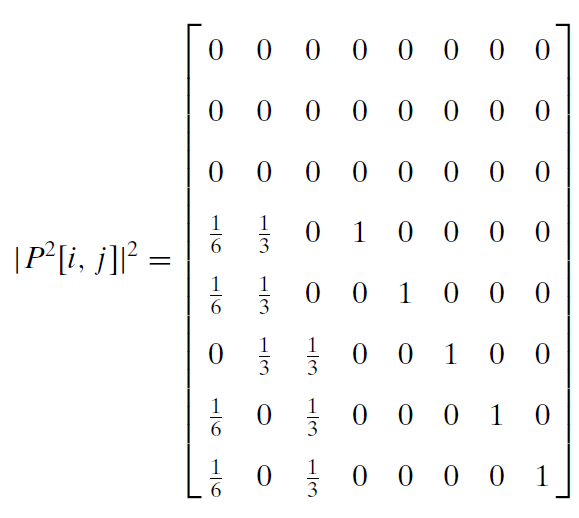 0 0 0 0 0 0 0 0
0 0 0 0 0 0 0 0
0 0 0 0 0 0 0 0
1/6 1/3 0 1 0 0 0 0
|P²[i, j]|² =
1/6 1/3 0 0 1 0 0 0
0 1/3 1/3 0 0 1 0 0
1/6 0 1/3 0 0 0 1 0
1/6 0 1/3 0 0 0 0 1